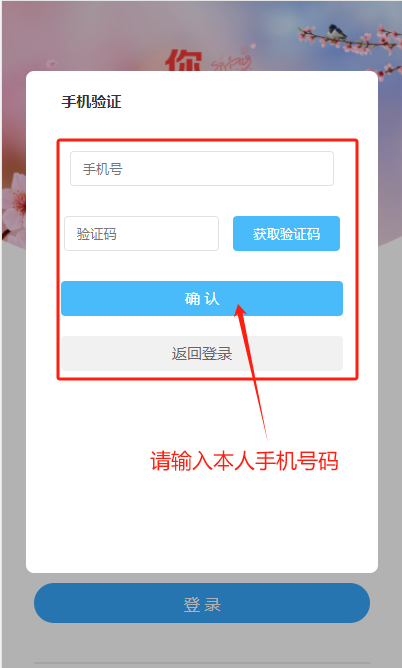 你
spring
手机验证
手机号
验证码 获取验证码
确 认
返回登录
请输入本人手机号码
登 录